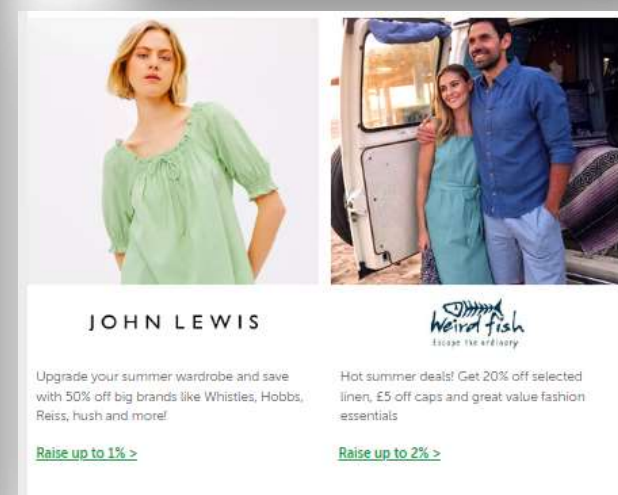 JOHN LEWIS
Upgrade your summer wardrobe and save
with 50% off big brands like Whistles, Hobbs,
Reiss, hush and more!
Raise up to 1% >
Weird fish
Escape the ordinary
Hot summer deals! Get 20% off selected
linen, £5 off caps and great value fashion
essentials
Raise up to 2% >